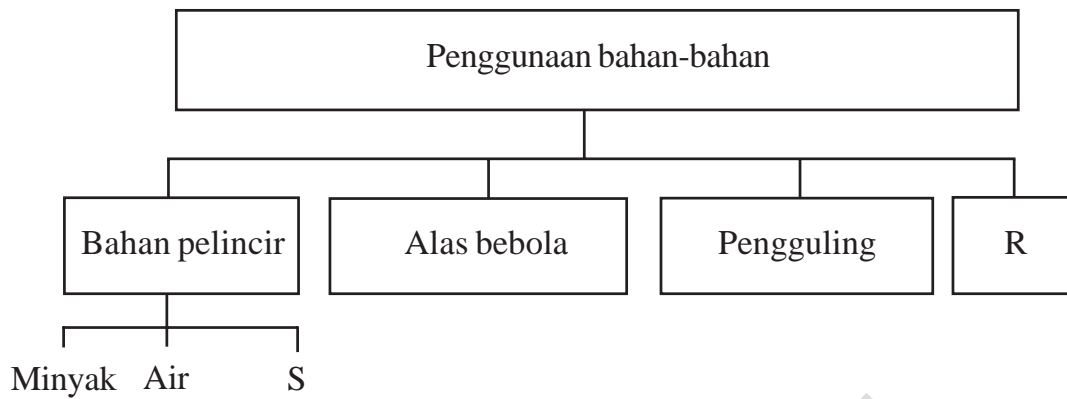 Penggunaan bahan-bahan
Bahan pelincir
Alas bebola
Pengguling
R
Minyak
Air
S